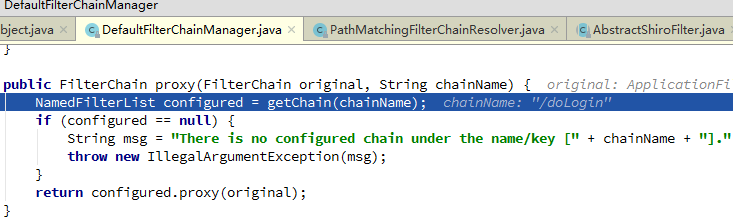 DefaultFilterChainManager
bject.java × DefaultFilterChainManager.java × PathMatchingFilterChainResolver.java × AbstractShiroFilter.java ×
}
public FilterChain proxy(FilterChain original, String chainName) { original: ApplicationFi
NamedFilterList configured = getChain(chainName); chainName: "/doLogin"
if (configured == null) {
String msg = "There is no configured chain under the name/key [" + chainName + "]."
throw new IllegalArgumentException(msg);
}
return configured.proxy(original);
}